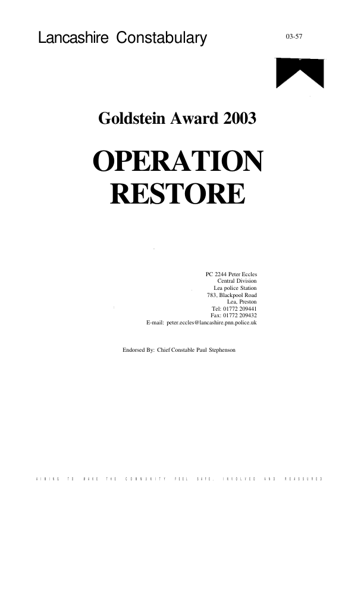 Lancashire Constabulary
03-57
Goldstein Award 2003
OPERATION
RESTORE
PC 2244 Peter Eccles
Central Division
Lea police Station
783, Blackpool Road
Lea, Preston
Tel: 01772 209441
Fax: 01772 209432
E-mail: peter.eccles@lancashire.pnn.police.uk
Endorsed By: Chief Constable Paul Stephenson
AIMING TO MAKE THE COMMUNITY FEEL SAFE, INVOLVED AND REASSURED